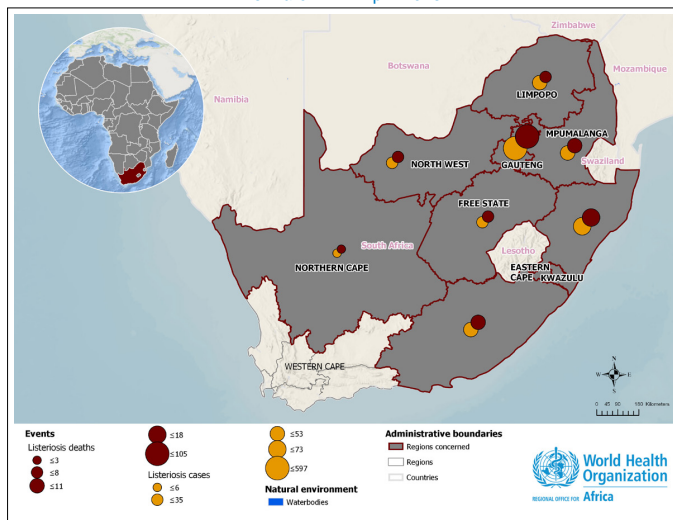 Zimbabwe
Mozambique
Botswana
Namibia
LIMPOPO
MPUMALANGA
NORTH WEST
GAUTENG
Swaziland
FREE STATE
South Africa
Lesotho
NORTHERN CAPE
EASTERN
CAPE
KWAZULU
WESTERN CAPE
N
W
E
S
0 45 90 180 Kilometers
Events
Listeriosis deaths
≤3
≤8
≤11
≤18
≤105
Listeriosis cases
≤6
≤35
≤53
≤73
≤597
Natural environment
Waterbodies
Administrative boundaries
Regions concerned
Regions
Countries
World Health
Organization
REGIONAL OFFICE FOR Africa